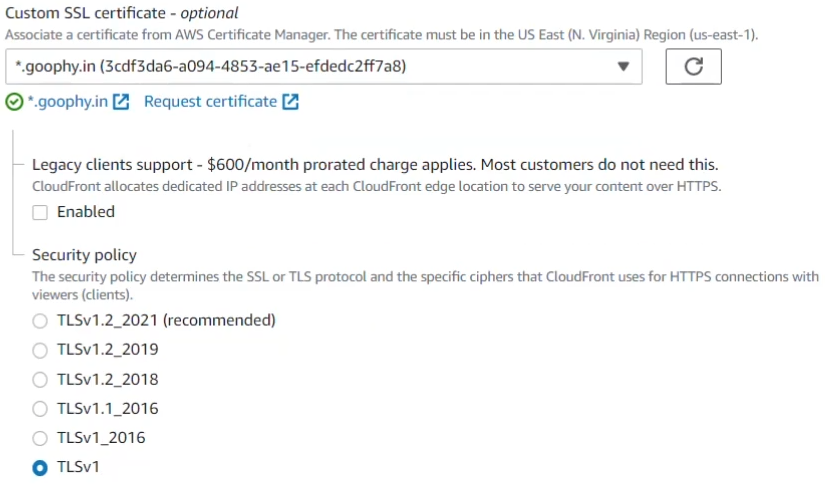 Custom SSL certificate - optional
Associate a certificate from AWS Certificate Manager. The certificate must be in the US East (N. Virginia) Region (us-east-1).
*.goophy.in (3cdf3da6-a094-4853-ae15-efdedc2ff7a8)
*.goophy.in Request certificate
Legacy clients support - $600/month prorated charge applies. Most customers do not need this.
CloudFront allocates dedicated IP addresses at each CloudFront edge location to serve your content over HTTPS.
Enabled
Security policy
The security policy determines the SSL or TLS protocol and the specific ciphers that CloudFront uses for HTTPS connections with
viewers (clients).
TLSv1.2_2021 (recommended)
TLSv1.2_2019
TLSv1.2_2018
TLSv1.1_2016
TLSv1_2016
TLSv1